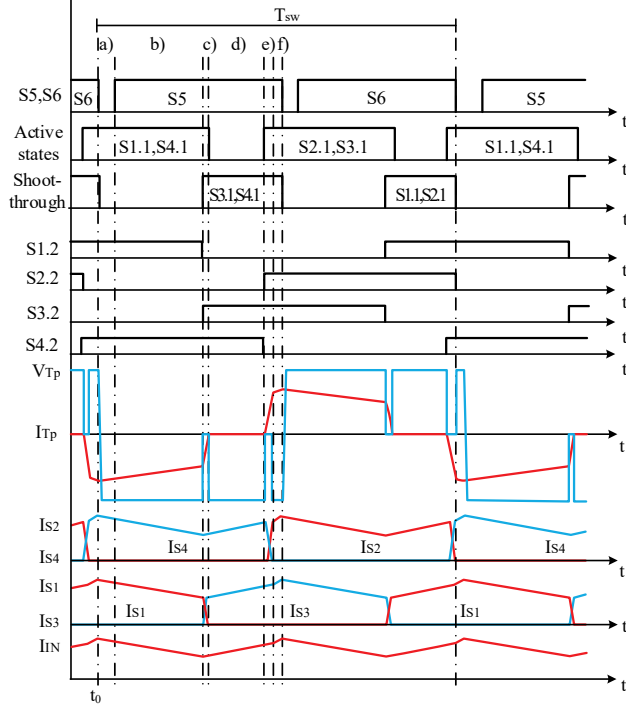 Tsw
a) b) c) d) e) f)
S5,S6 S6 S5 S6 S5 t
Active states S1.1,S4.1 S2.1,S3.1 S1.1,S4.1 t
Shoot-through S3.1,S4.1 S1.1,S2.1 t
S1.2 t
S2.2 t
S3.2 t
S4.2 t
VTp t
ITp t
IS2
IS4 IS4 IS2 IS4 t
IS1
IS3 IS1 IS3 IS1 t
IIN
t0 t